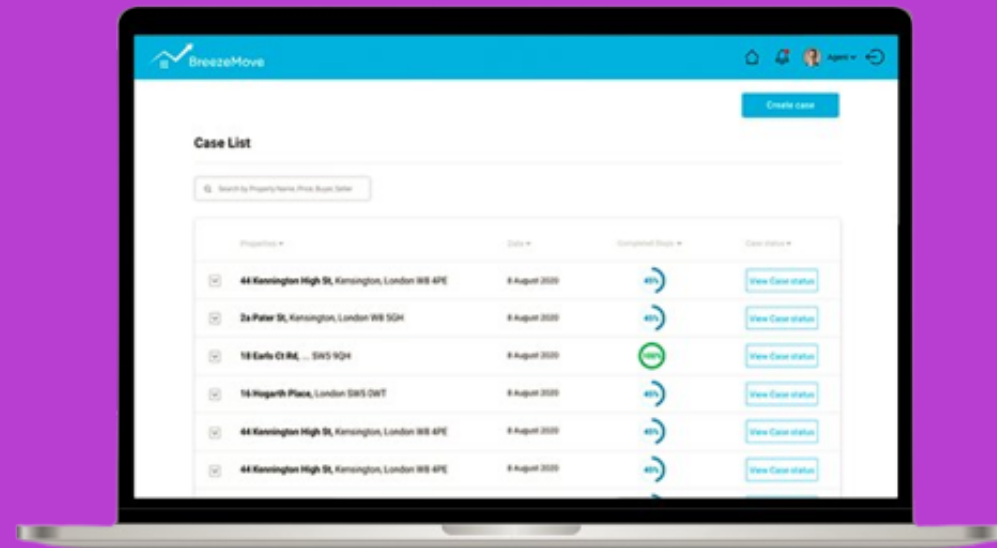 BreezeMove
Agent
Create case
Case List
Search by Property Name, Price, Buyer, Seller
Properties Date Completed Steps Case status
44 Kennington High St, Kensington, London W8 4PE 8 August 2020 45% View Case status
2a Pater St, Kensington, London W8 5GH 8 August 2020 45% View Case status
18 Earls Ct Rd, ... SW5 9QH 8 August 2020 100% View Case status
16 Hogarth Place, London SW5 0WT 8 August 2020 45% View Case status
44 Kennington High St, Kensington, London W8 4PE 8 August 2020 45% View Case status
44 Kennington High St, Kensington, London W8 4PE 8 August 2020 45% View Case status